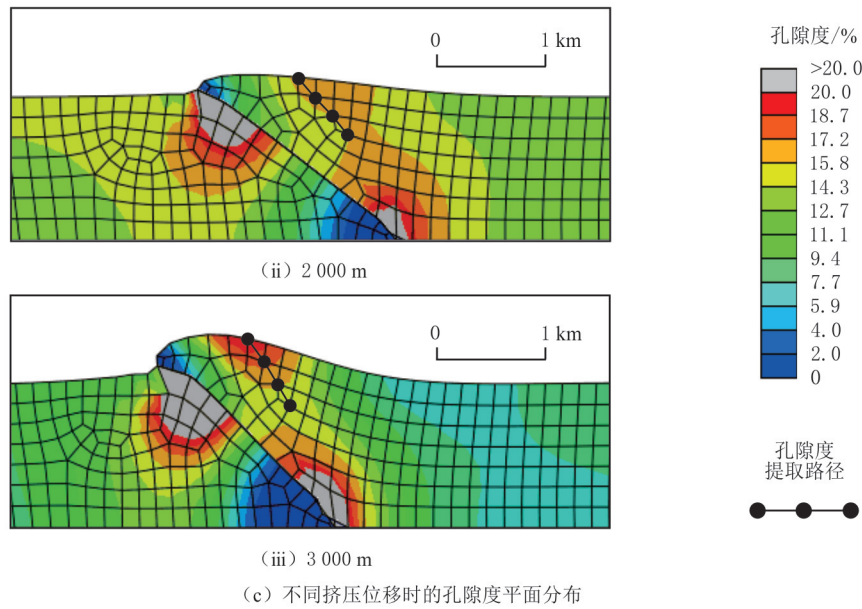 0 1 km
(ii) 2 000 m
0 1 km
(iii) 3 000 m
(c) 不同挤压位移时的孔隙度平面分布
孔隙度/%
>20.0
20.0
18.7
17.2
15.8
14.3
12.7
11.1
9.4
7.7
5.9
4.0
2.0
0
孔隙度
提取路径